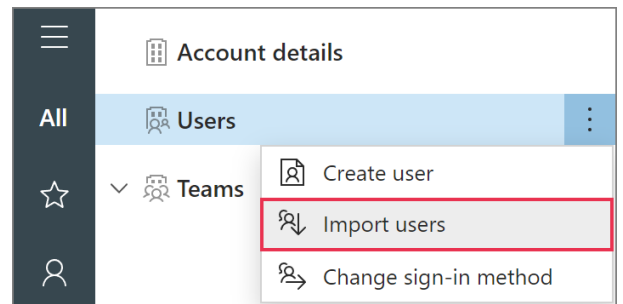 Account details
All
Users
Teams
Create user
Import users
Change sign-in method